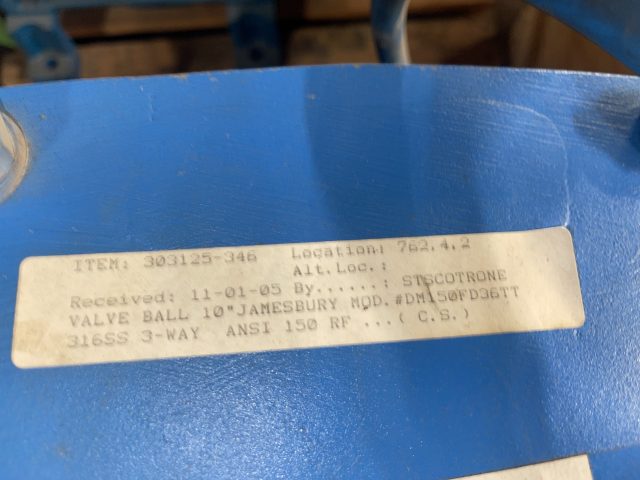 ITEM: 303125-346 Location: 762.4.2
Alt.Loc.:
Received: 11-01-05 By......: STSCOTRONE
VALVE BALL 10"JAMESBURY MOD.#DM150FD36TT
316SS 3-WAY ANSI 150 RF ...( C.S.)